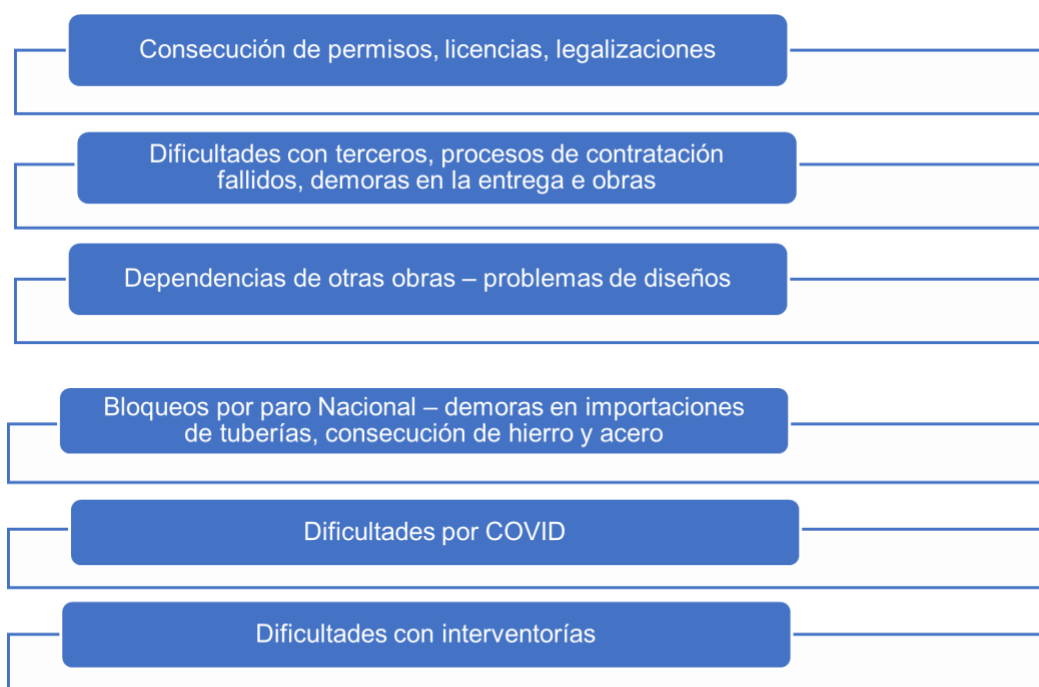 Consecución de permisos, licencias, legalizaciones
Dificultades con terceros, procesos de contratación
fallidos, demoras en la entrega e obras
Dependencias de otras obras – problemas de diseños
Bloqueos por paro Nacional – demoras en importaciones
de tuberías, consecución de hierro y acero
Dificultades por COVID
Dificultades con interventorías